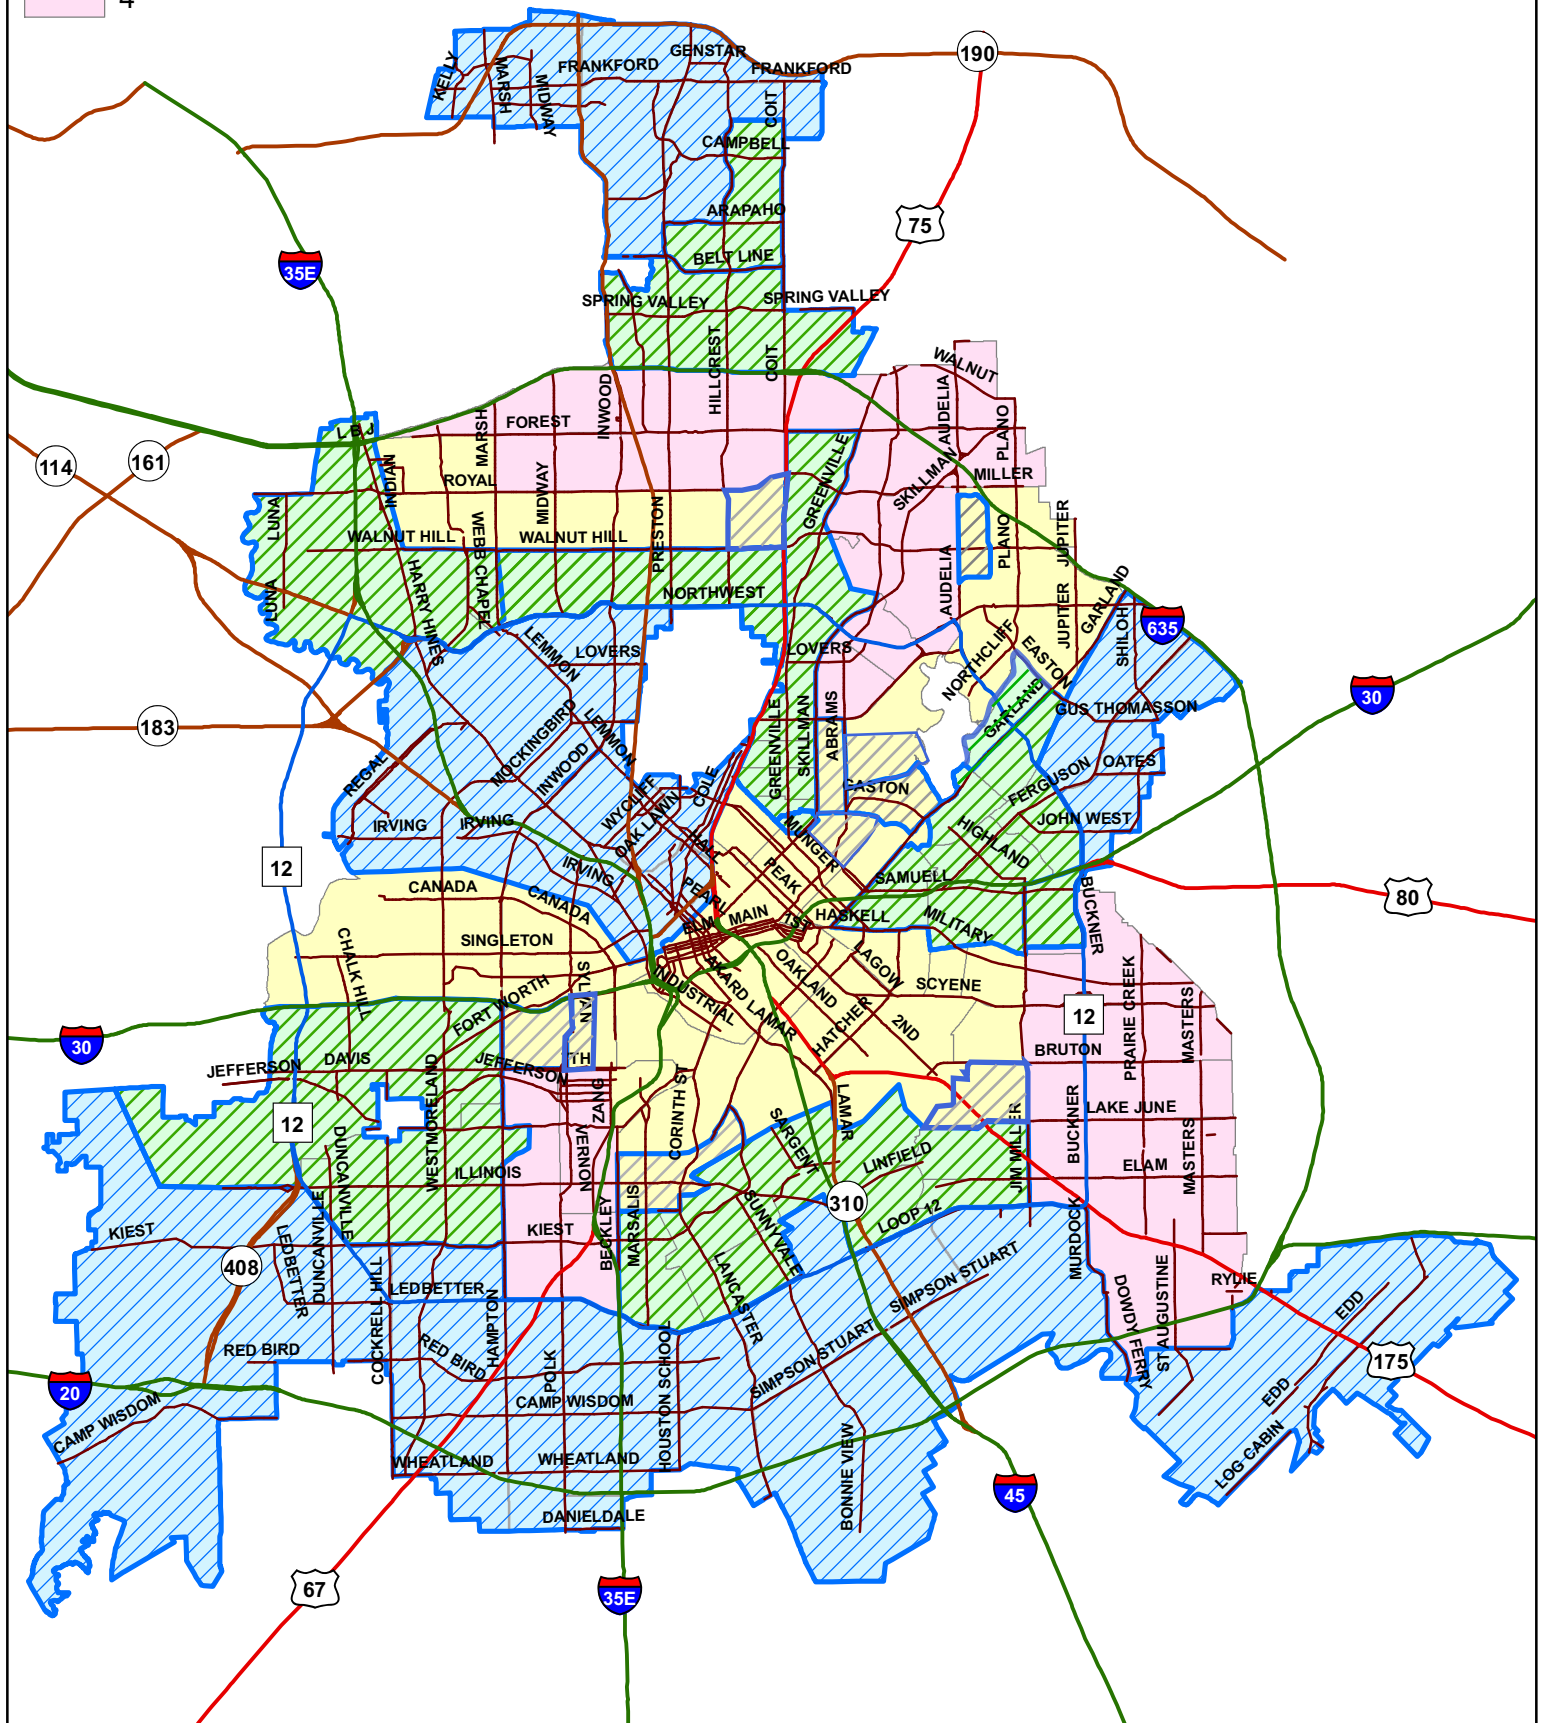 4
190
GENSTAR
FRANKFORD
FRANKFORD
KELLY
MARSH
MIDWAY
COIT
CAMPBELL
75
ARAPAHO
BELT LINE
35E
SPRING VALLEY
SPRING VALLEY
HILLCREST
COIT
WALNUT
INWOOD
AUDELIA
PLANO
MARSH
FOREST
L B J
114
161
INDIAN
ROYAL
MIDWAY
GREENVILLE
SKILLMAN
MILLER
LUNA
WALNUT HILL
WEBB CHAPEL
WALNUT HILL
PRESTON
PLANO
JUPITER
LUNA
HARRY HINES
NORTHWEST
AUDELIA
JUPITER
GARLAND
LEMMON
LOVERS
LOVERS
NORTHCLIFF
EASTON
SHILOH
635
30
183
GARLAND
GUS THOMASSON
MOCKINGBIRD
LEMMON
INWOOD
GREENVILLE
SKILLMAN
ABRAMS
REGAL
WYCLIFF
OAK LAWN
COLE
GASTON
FERGUSON
OATES
IRVING
IRVING
JOHN WEST
HIGHLAND
MUNGER
HALL
12
IRVING
PEAK
SAMUELL
80
CANADA
CANADA
PEARL
ELM
MAIN
1ST
HASKELL
MILITARY
BUCKNER
SINGLETON
CHALK HILL
SYLVAN
INDUSTRIAL
AKARD
LAMAR
OAKLAND
LAGOW
SCYENE
PRAIRIE CREEK
MASTERS
FORT WORTH
HATCHER
2ND
12
30
JEFFERSON
DAVIS
JEFFERSON
TH
BRUTON
WESTMORELAND
ZANG
CORINTH ST
LAMAR
SARGENT
JIM MILLER
BUCKNER
LAKE JUNE
12
DUNCANVILLE
VERNON
LINFIELD
ILLINOIS
ELAM
MASTERS
310
KIEST
KIEST
BECKLEY
MARSALIS
SUNNYVALE
LOOP 12
LEDBETTER
DUNCANVILLE
408
MURDOCK
COCKRELL HILL
LEDBETTER
LANCASTER
SIMPSON STUART
DOWDY FERRY
ST AUGUSTINE
RYLIE
EDD
HAMPTON
RED BIRD
RED BIRD
POLK
HOUSTON SCHOOL
SIMPSON STUART
175
20
CAMP WISDOM
CAMP WISDOM
EDD
LOG CABIN
WHEATLAND
WHEATLAND
BONNIE VIEW
45
DANIELDALE
67
35E